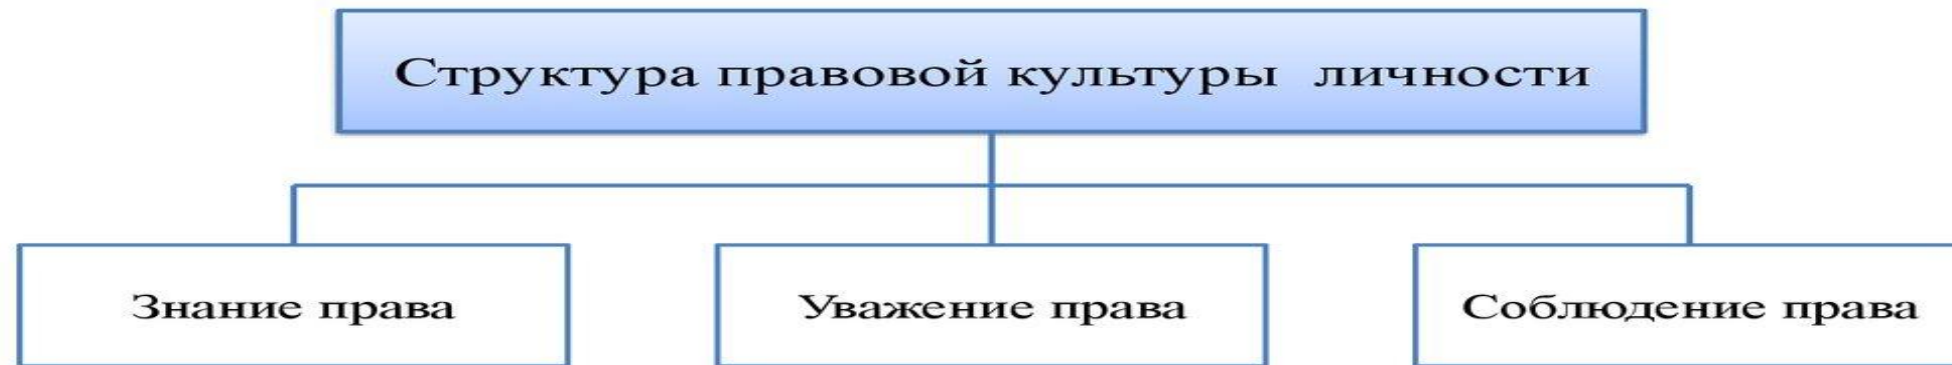 Структура правовой культуры личности
Знание права
Уважение права
Соблюдение права